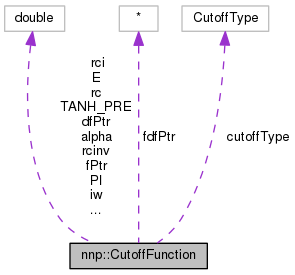 double
*
CutoffType
rci
E
rc
TANH_PRE
dfPtr
alpha
rcinv
fPtr
PI
iw
...
fdfPtr
cutoffType
nnp::CutoffFunction